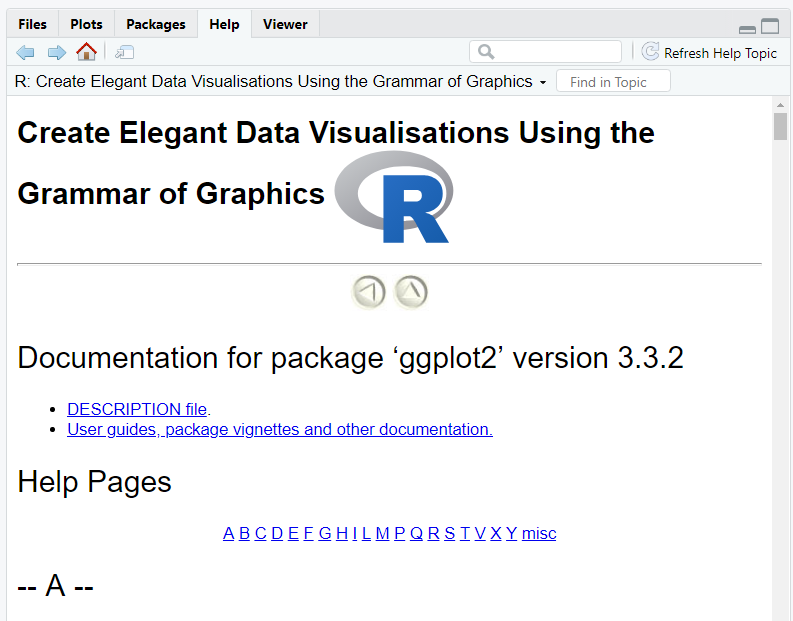 Files Plots Packages Help Viewer
Refresh Help Topic
R: Create Elegant Data Visualisations Using the Grammar of Graphics Find in Topic
Create Elegant Data Visualisations Using the
Grammar of Graphics R
Documentation for package ‘ggplot2’ version 3.3.2
DESCRIPTION file.
User guides, package vignettes and other documentation.
Help Pages
A B C D E F G H I L M P Q R S T V X Y misc
-- A --